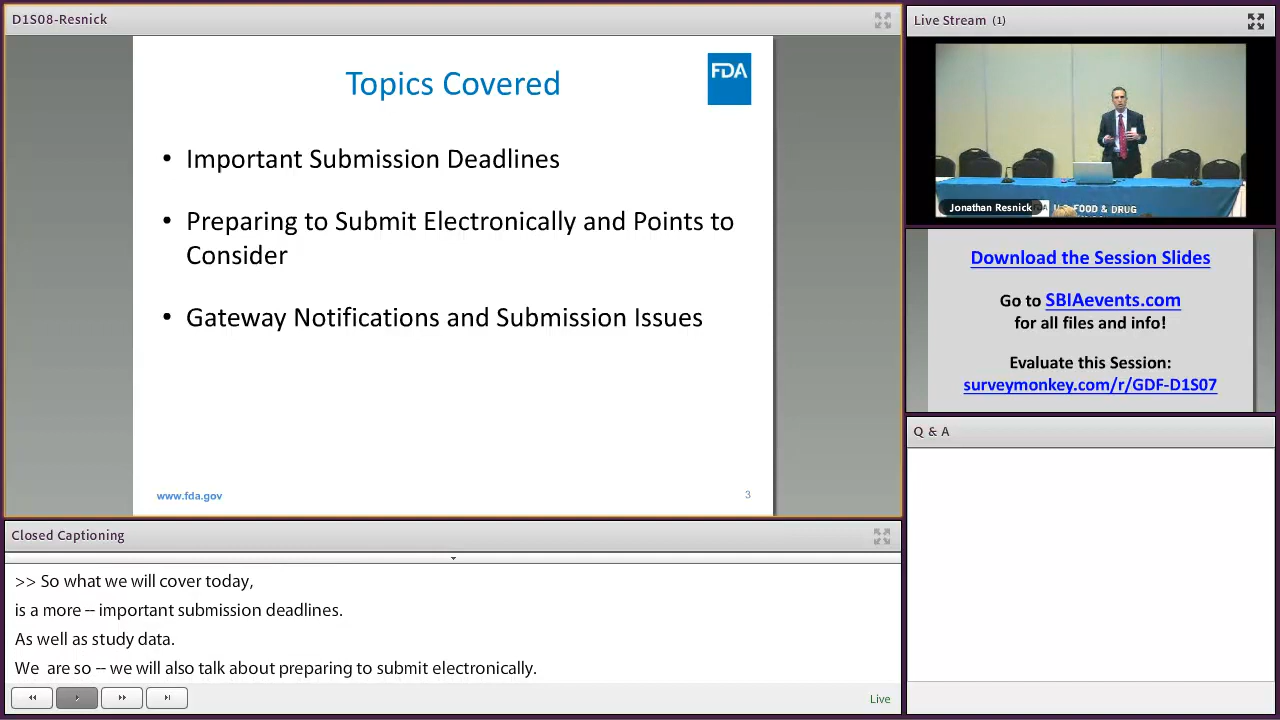 D1S08-Resnick
Topics Covered
FDA
• Important Submission Deadlines
• Preparing to Submit Electronically and Points to
Consider
• Gateway Notifications and Submission Issues
www.fda.gov
3
Live Stream (1)
Jonathan Resnick
U.S. FOOD & DRUG
Download the Session Slides
Go to SBIAevents.com
for all files and info!
Evaluate this Session:
surveymonkey.com/r/GDF-D1S07
Q & A
Closed Captioning
>> So what we will cover today,
is a more -- important submission deadlines.
As well as study data.
We are so -- we will also talk about preparing to submit electronically.
Live